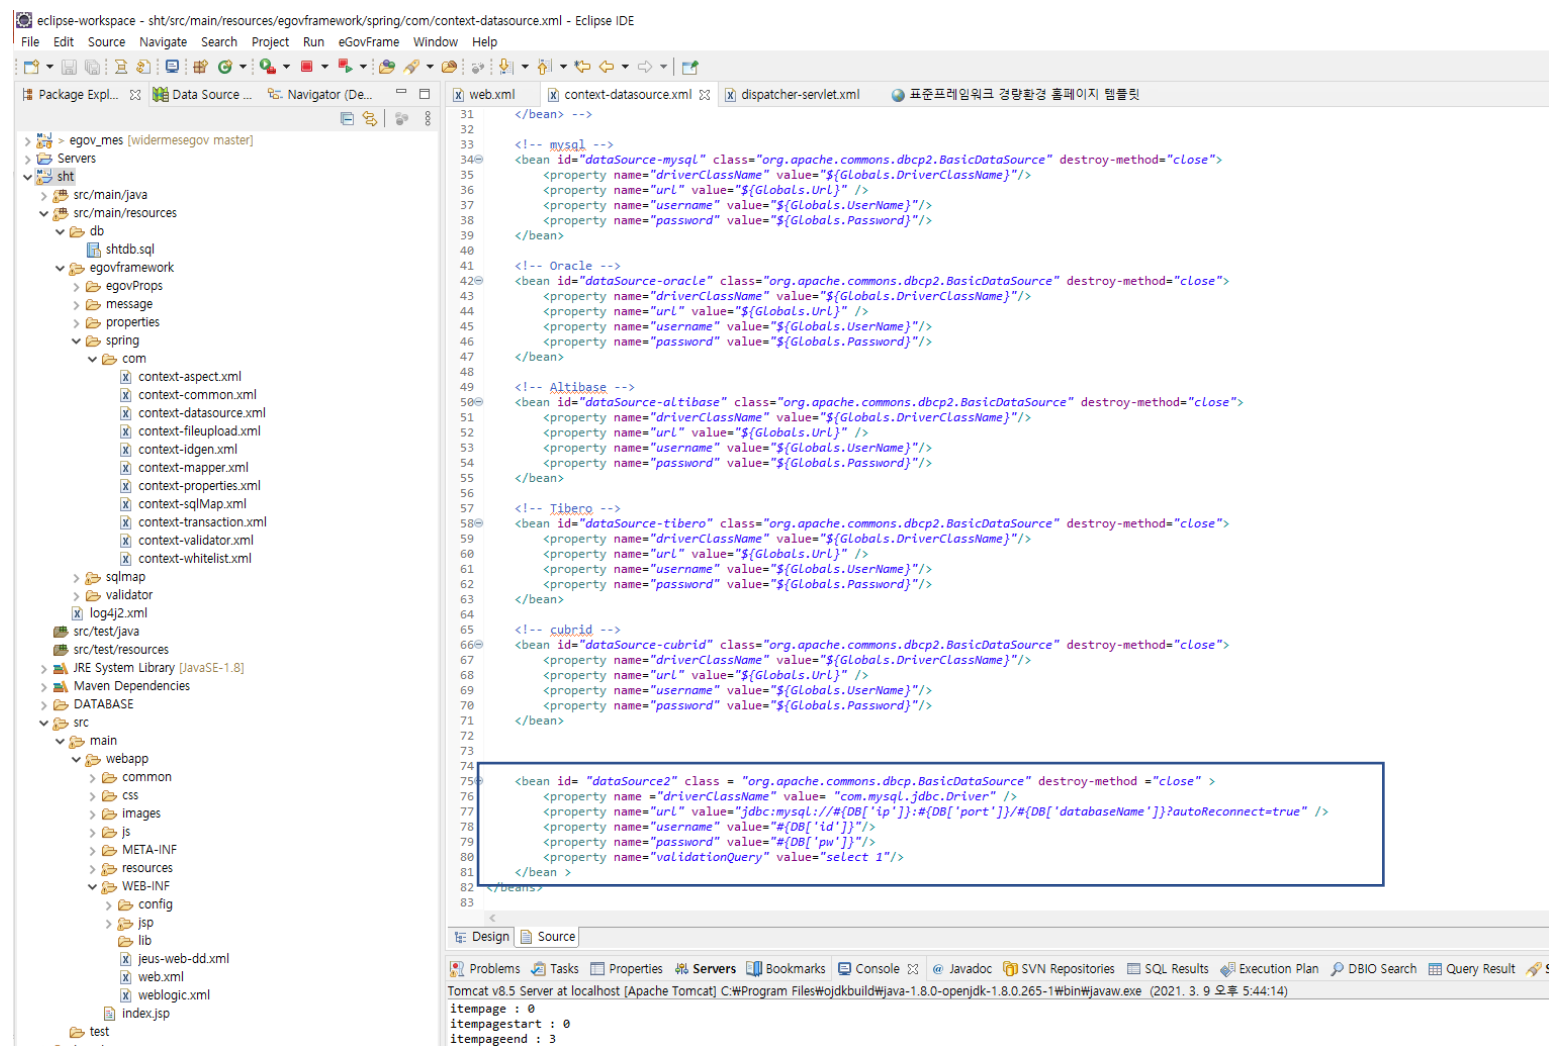 eclipse-workspace - sht/src/main/resources/egovframework/spring/com/context-datasource.xml - Eclipse IDE
File Edit Source Navigate Search Project Run eGovFrame Window Help
Package Expl... Data Source ... Navigator (De...
egov_mes [widermesegov master]
Servers
sht
src/main/java
src/main/resources
db
shtdb.sql
egovframework
egovProps
message
properties
spring
com
context-aspect.xml
context-common.xml
context-datasource.xml
context-fileupload.xml
context-idgen.xml
context-mapper.xml
context-properties.xml
context-sqlMap.xml
context-transaction.xml
context-validator.xml
context-whitelist.xml
sqlmap
validator
log4j2.xml
src/test/java
src/test/resources
JRE System Library [JavaSE-1.8]
Maven Dependencies
DATABASE
src
main
webapp
common
css
images
js
META-INF
resources
WEB-INF
config
jsp
lib
jeus-web-dd.xml
web.xml
weblogic.xml
index.jsp
test
web.xml context-datasource.xml dispatcher-servlet.xml 표준프레임워크 경량환경 홈페이지 템플릿
31 </bean> -->
32
33 <!-- mysql -->
34 <bean id="dataSource-mysql" class="org.apache.commons.dbcp2.BasicDataSource" destroy-method="close">
35 <property name="driverClassName" value="${Globals.DriverClassName}"/>
36 <property name="url" value="${Globals.Url}" />
37 <property name="username" value="${Globals.UserName}"/>
38 <property name="password" value="${Globals.Password}"/>
39 </bean>
40
41 <!-- Oracle -->
42 <bean id="dataSource-oracle" class="org.apache.commons.dbcp2.BasicDataSource" destroy-method="close">
43 <property name="driverClassName" value="${Globals.DriverClassName}"/>
44 <property name="url" value="${Globals.Url}" />
45 <property name="username" value="${Globals.UserName}"/>
46 <property name="password" value="${Globals.Password}"/>
47 </bean>
48
49 <!-- Altibase -->
50 <bean id="dataSource-altibase" class="org.apache.commons.dbcp2.BasicDataSource" destroy-method="close">
51 <property name="driverClassName" value="${Globals.DriverClassName}"/>
52 <property name="url" value="${Globals.Url}" />
53 <property name="username" value="${Globals.UserName}"/>
54 <property name="password" value="${Globals.Password}"/>
55 </bean>
56
57 <!-- Tibero -->
58 <bean id="dataSource-tibero" class="org.apache.commons.dbcp2.BasicDataSource" destroy-method="close">
59 <property name="driverClassName" value="${Globals.DriverClassName}"/>
60 <property name="url" value="${Globals.Url}" />
61 <property name="username" value="${Globals.UserName}"/>
62 <property name="password" value="${Globals.Password}"/>
63 </bean>
64
65 <!-- cubrid -->
66 <bean id="dataSource-cubrid" class="org.apache.commons.dbcp2.BasicDataSource" destroy-method="close">
67 <property name="driverClassName" value="${Globals.DriverClassName}"/>
68 <property name="url" value="${Globals.Url}" />
69 <property name="username" value="${Globals.UserName}"/>
70 <property name="password" value="${Globals.Password}"/>
71 </bean>
72
73
74
75 <bean id= "dataSource2" class = "org.apache.commons.dbcp.BasicDataSource" destroy-method ="close" >
76 <property name ="driverClassName" value= "com.mysql.jdbc.Driver" />
77 <property name="url" value="jdbc:mysql://#{DB['ip']}:#{DB['port']}/#{DB['databaseName']}?autoReconnect=true" />
78 <property name="username" value="#{DB['id']}"/>
79 <property name="password" value="#{DB['pw']}"/>
80 <property name="validationQuery" value="select 1"/>
81 </bean >
82 </beans>
83
Design Source
Problems Tasks Properties Servers Bookmarks Console @ Javadoc SVN Repositories SQL Results Execution Plan DBIO Search Query Result S
Tomcat v8.5 Server at localhost [Apache Tomcat] C:₩Program Files₩ojdkbuild₩java-1.8.0-openjdk-1.8.0.265-1₩bin₩javaw.exe (2021. 3. 9 오후 5:44:14)
itempage : 0
itempagestart : 0
itempageend : 3